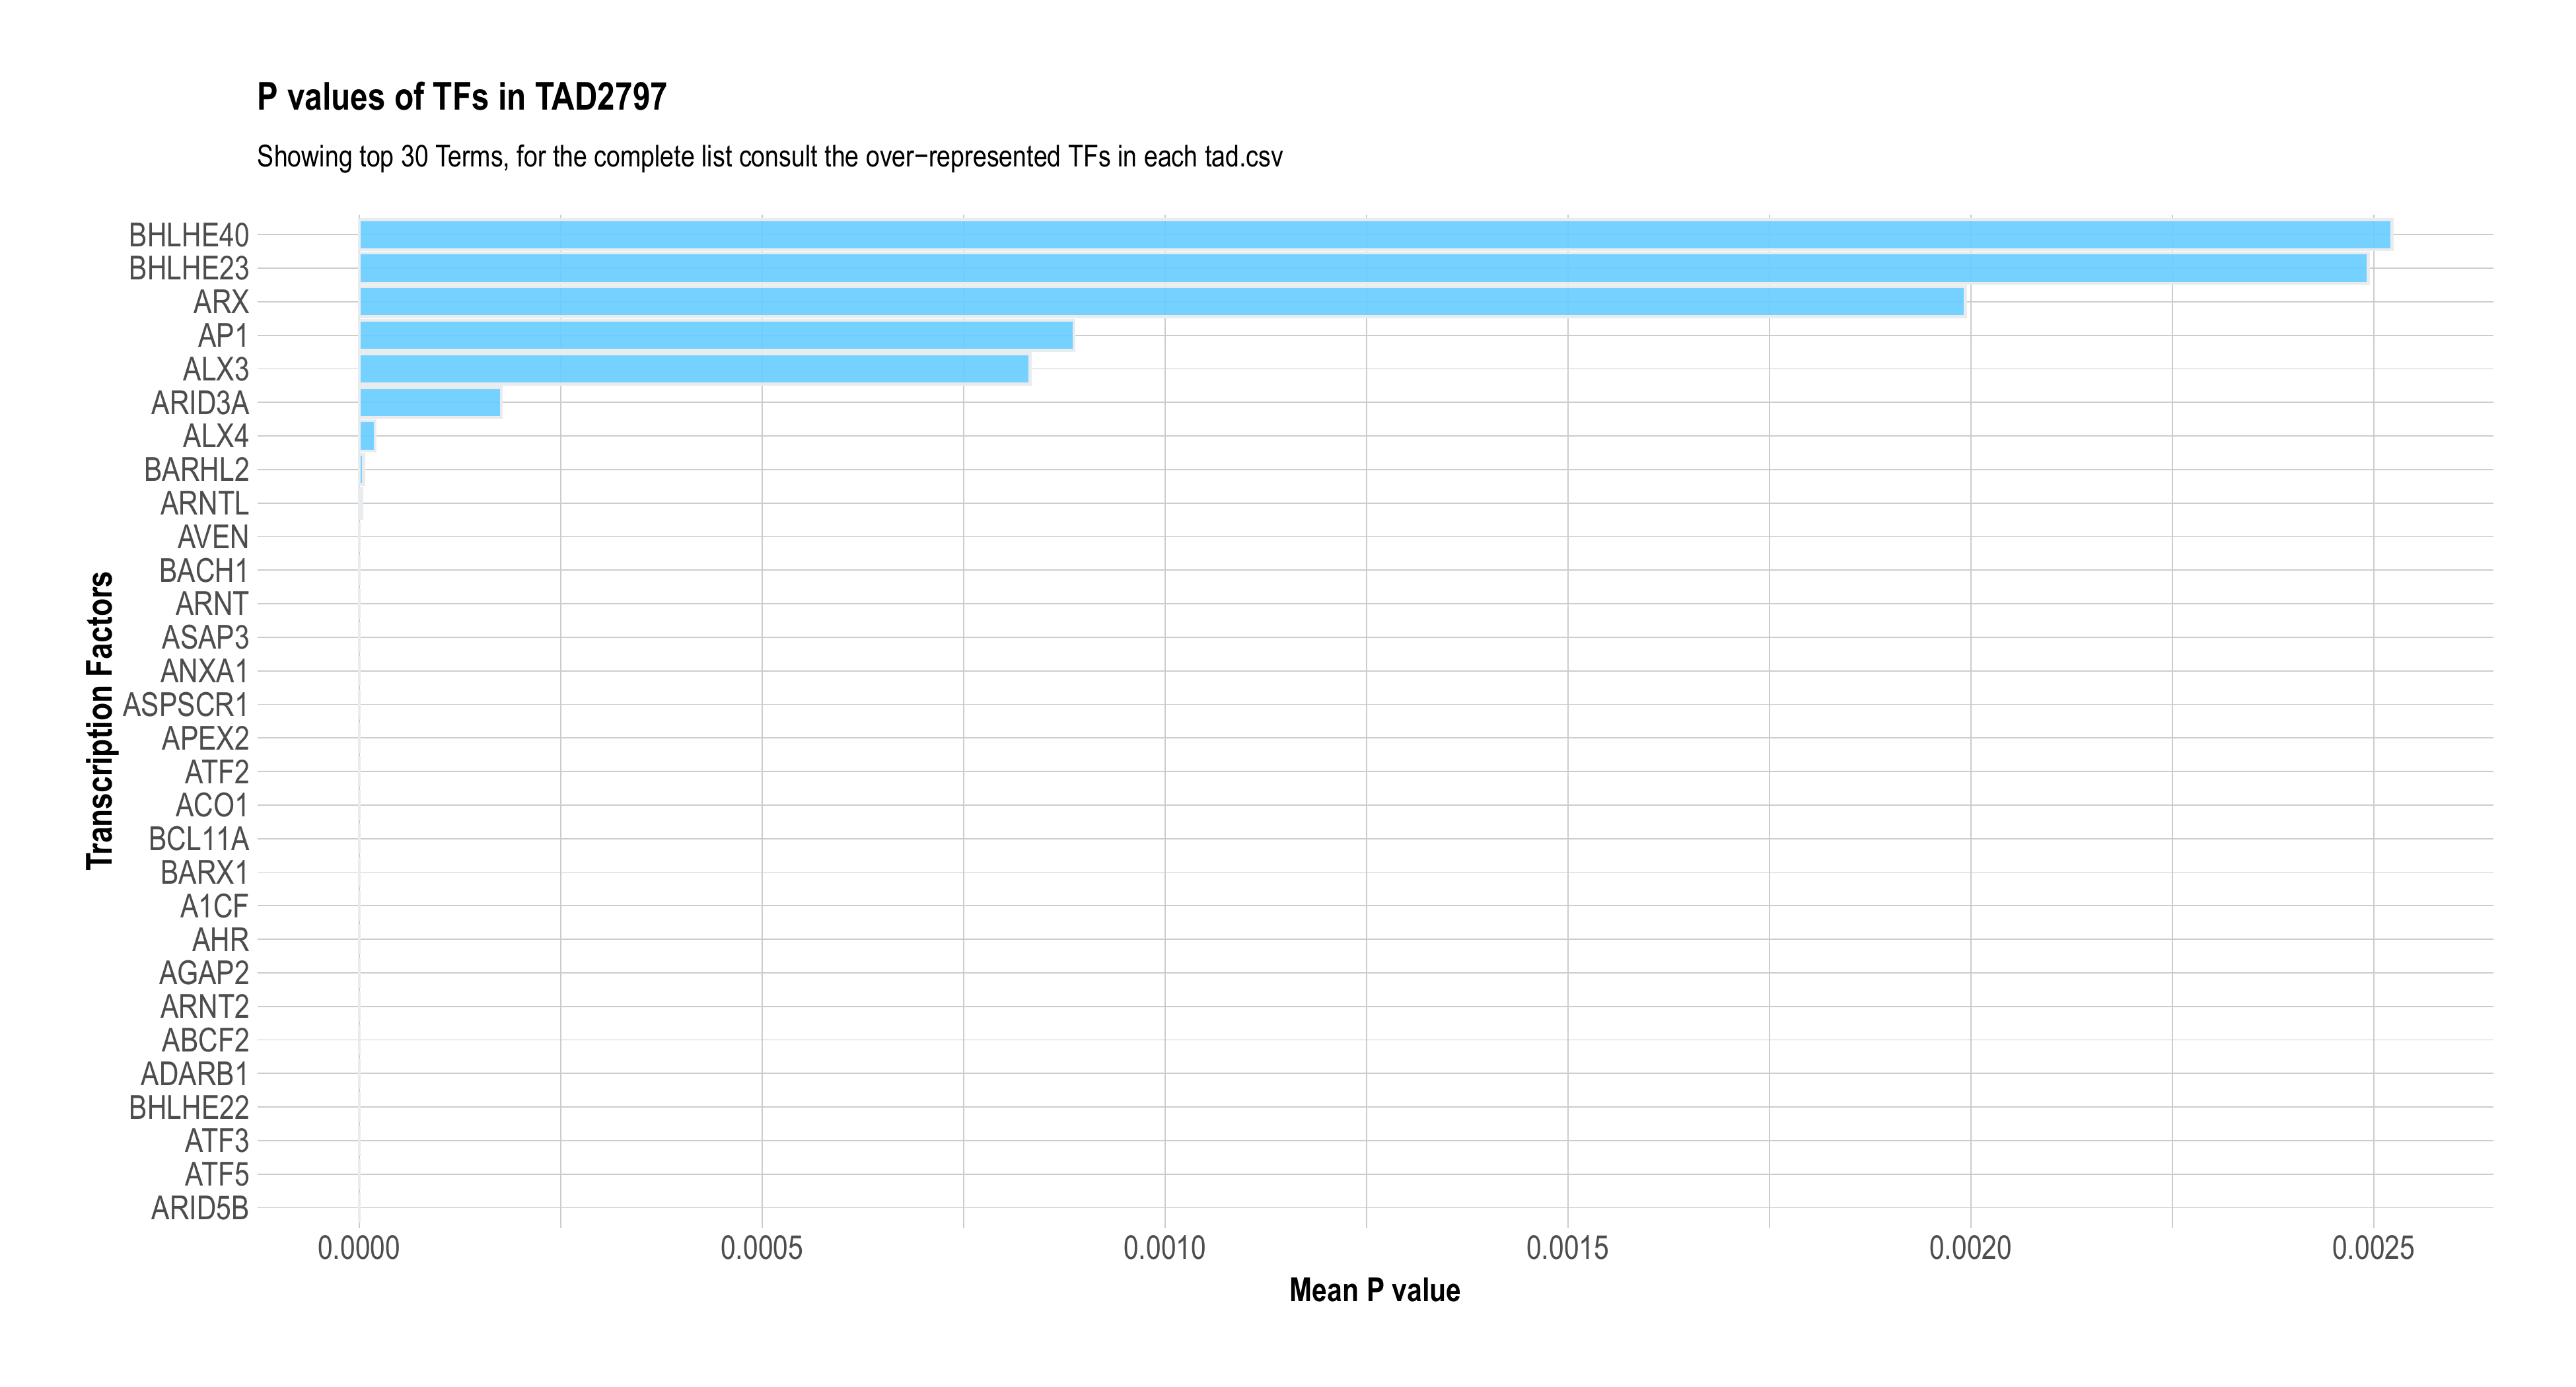 P values of TFs in TAD2797
Showing top 30 Terms, for the complete list consult the over−represented TFs in each tad.csv
Transcription Factors
BHLHE40
BHLHE23
ARX
AP1
ALX3
ARID3A
ALX4
BARHL2
ARNTL
AVEN
BACH1
ARNT
ASAP3
ANXA1
ASPSCR1
APEX2
ATF2
ACO1
BCL11A
BARX1
A1CF
AHR
AGAP2
ARNT2
ABCF2
ADARB1
BHLHE22
ATF3
ATF5
ARID5B
0.0000 0.0005 0.0010 0.0015 0.0020 0.0025
Mean P value